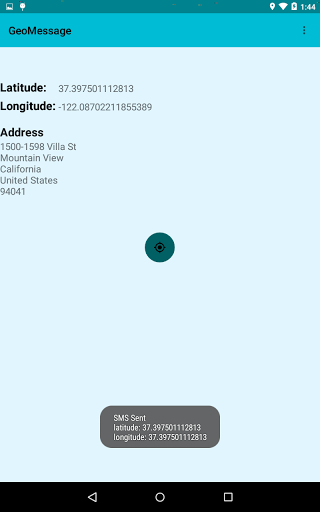 1:44
GeoMessage
Latitude: 37.397501112813
Longitude: -122.08702211855389
Address
1500-1598 Villa St
Mountain View
California
United States
94041
SMS Sent
latitude: 37.397501112813
longitude: 37.397501112813